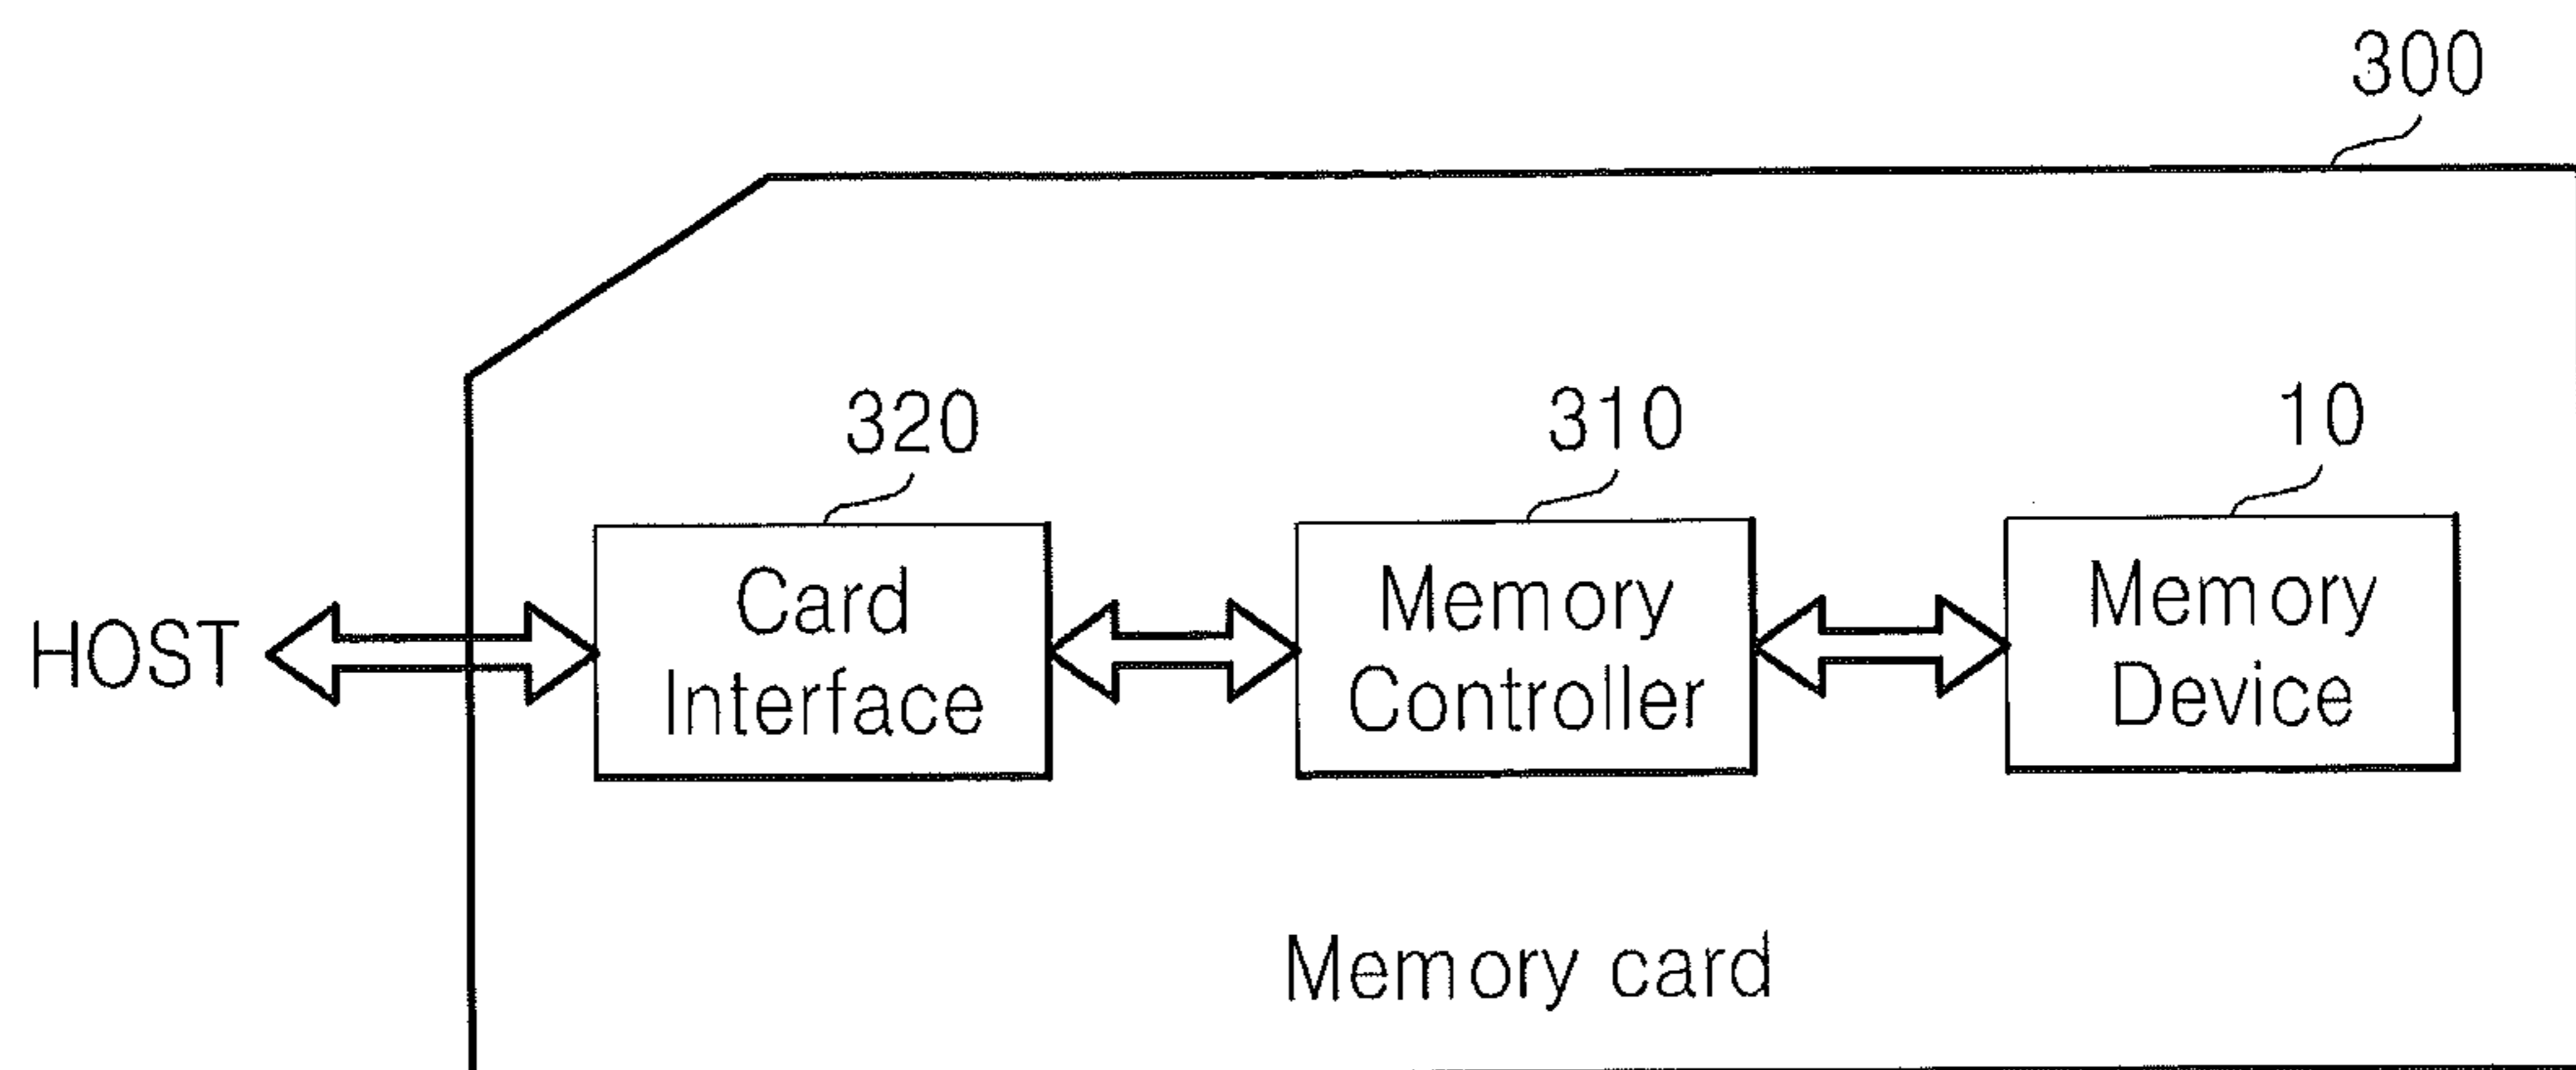 300
320
310
10
HOST
Card
Interface
Memory
Controller
Memory
Device
Memory card